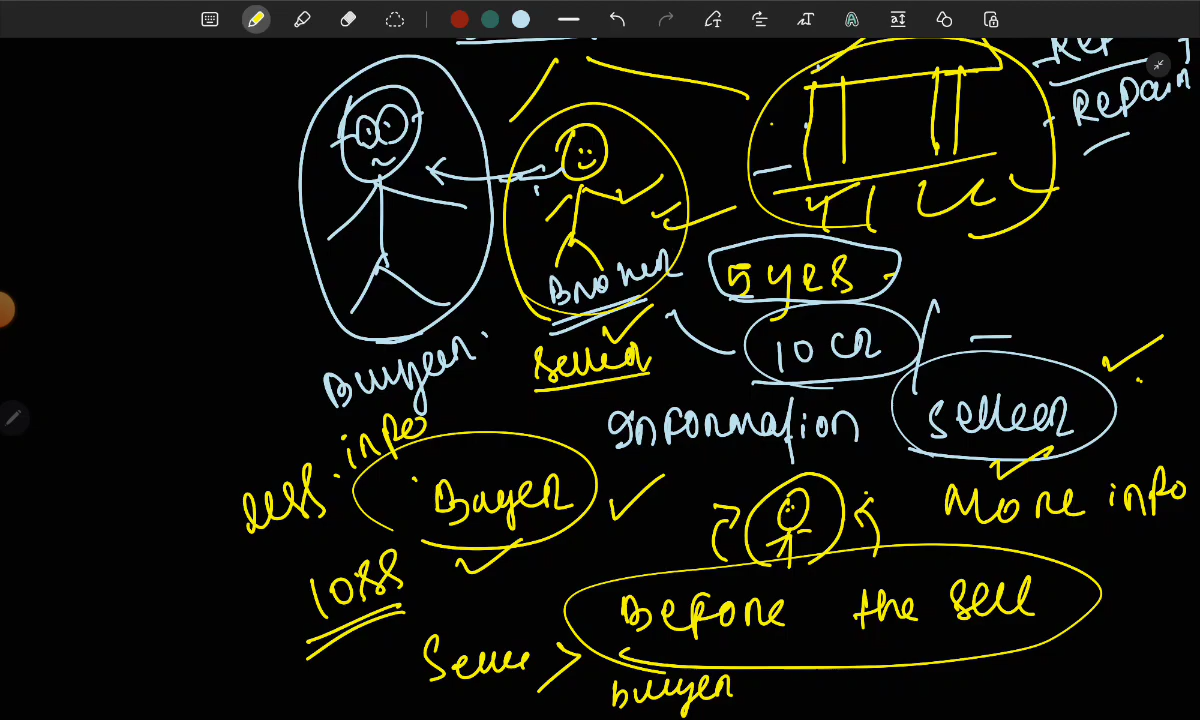 Repair
Broker
5 yrs
Seller
10 CR
Buyer
Information
Seller
less info
Buyer
More info
loss
Before the sell
buyer